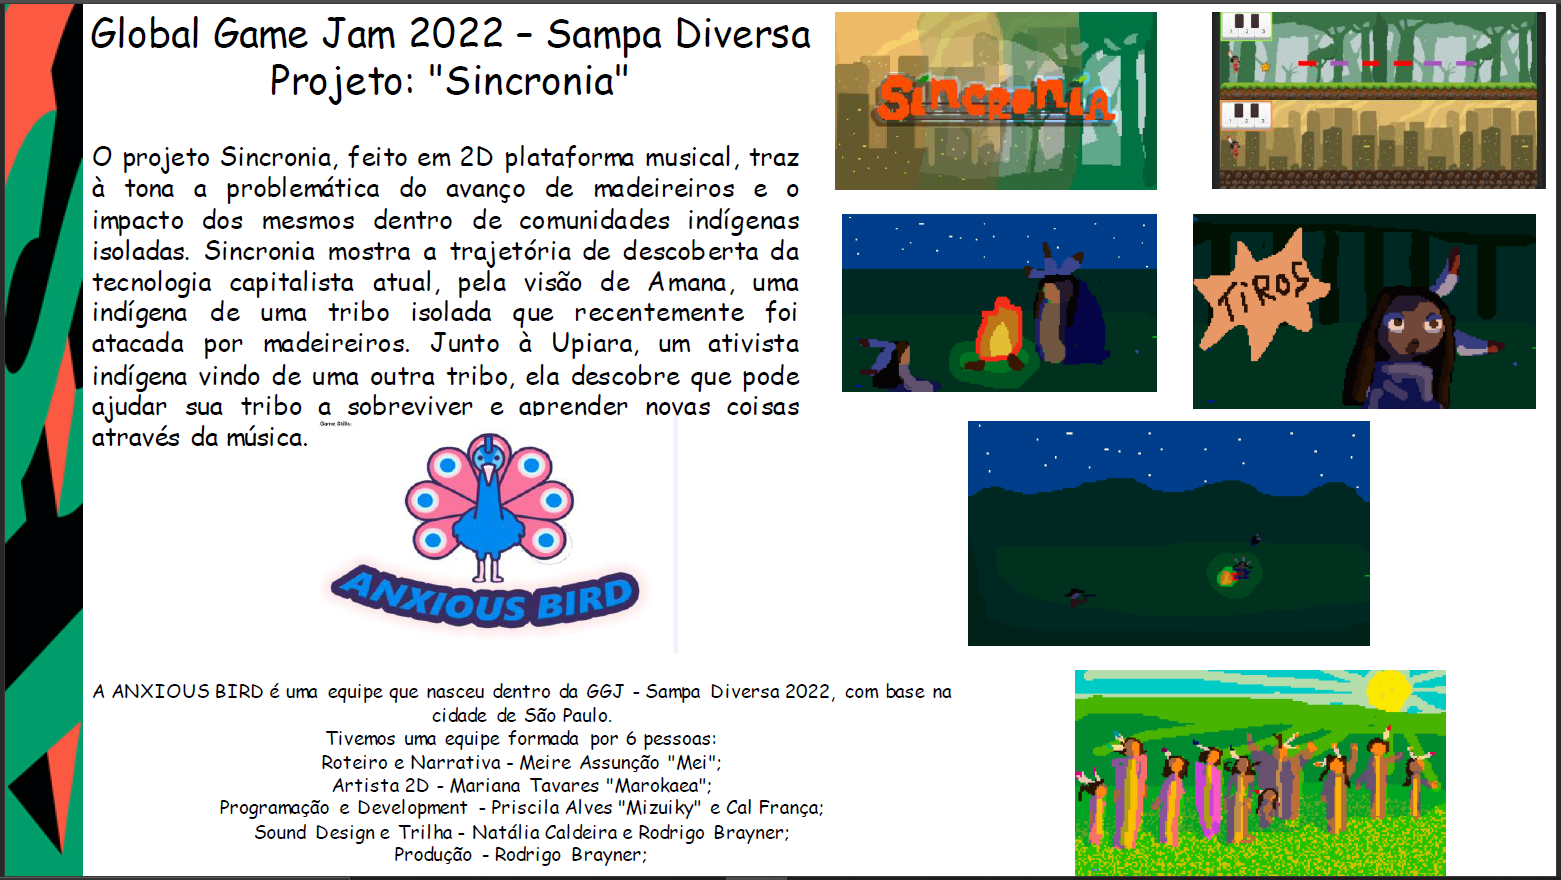 Global Game Jam 2022 – Sampa Diversa
Projeto: "Sincronia"
O projeto Sincronia, feito em 2D plataforma musical, traz
à tona a problemática do avanço de madeireiros e o
impacto dos mesmos dentro de comunidades indígenas
isoladas. Sincronia mostra a trajetória de descoberta da
tecnologia capitalista atual, pela visão de Amana, uma
indígena de uma tribo isolada que recentemente foi
atacada por madeireiros. Junto à Upiara, um ativista
indígena vindo de uma outra tribo, ela descobre que pode
ajudar sua tribo a sobreviver e aprender novas coisas
através da música.
Game Stills:
ANXIOUS BIRD
A ANXIOUS BIRD é uma equipe que nasceu dentro da GGJ - Sampa Diversa 2022, com base na
cidade de São Paulo.
Tivemos uma equipe formada por 6 pessoas:
Roteiro e Narrativa - Meire Assunção "Mei";
Artista 2D - Mariana Tavares "Marokaea";
Programação e Development - Priscila Alves "Mizuiky" e Cal França;
Sound Design e Trilha - Natália Caldeira e Rodrigo Brayner;
Produção - Rodrigo Brayner;
Sincronia
1 2 3
1 2 3
TiROS